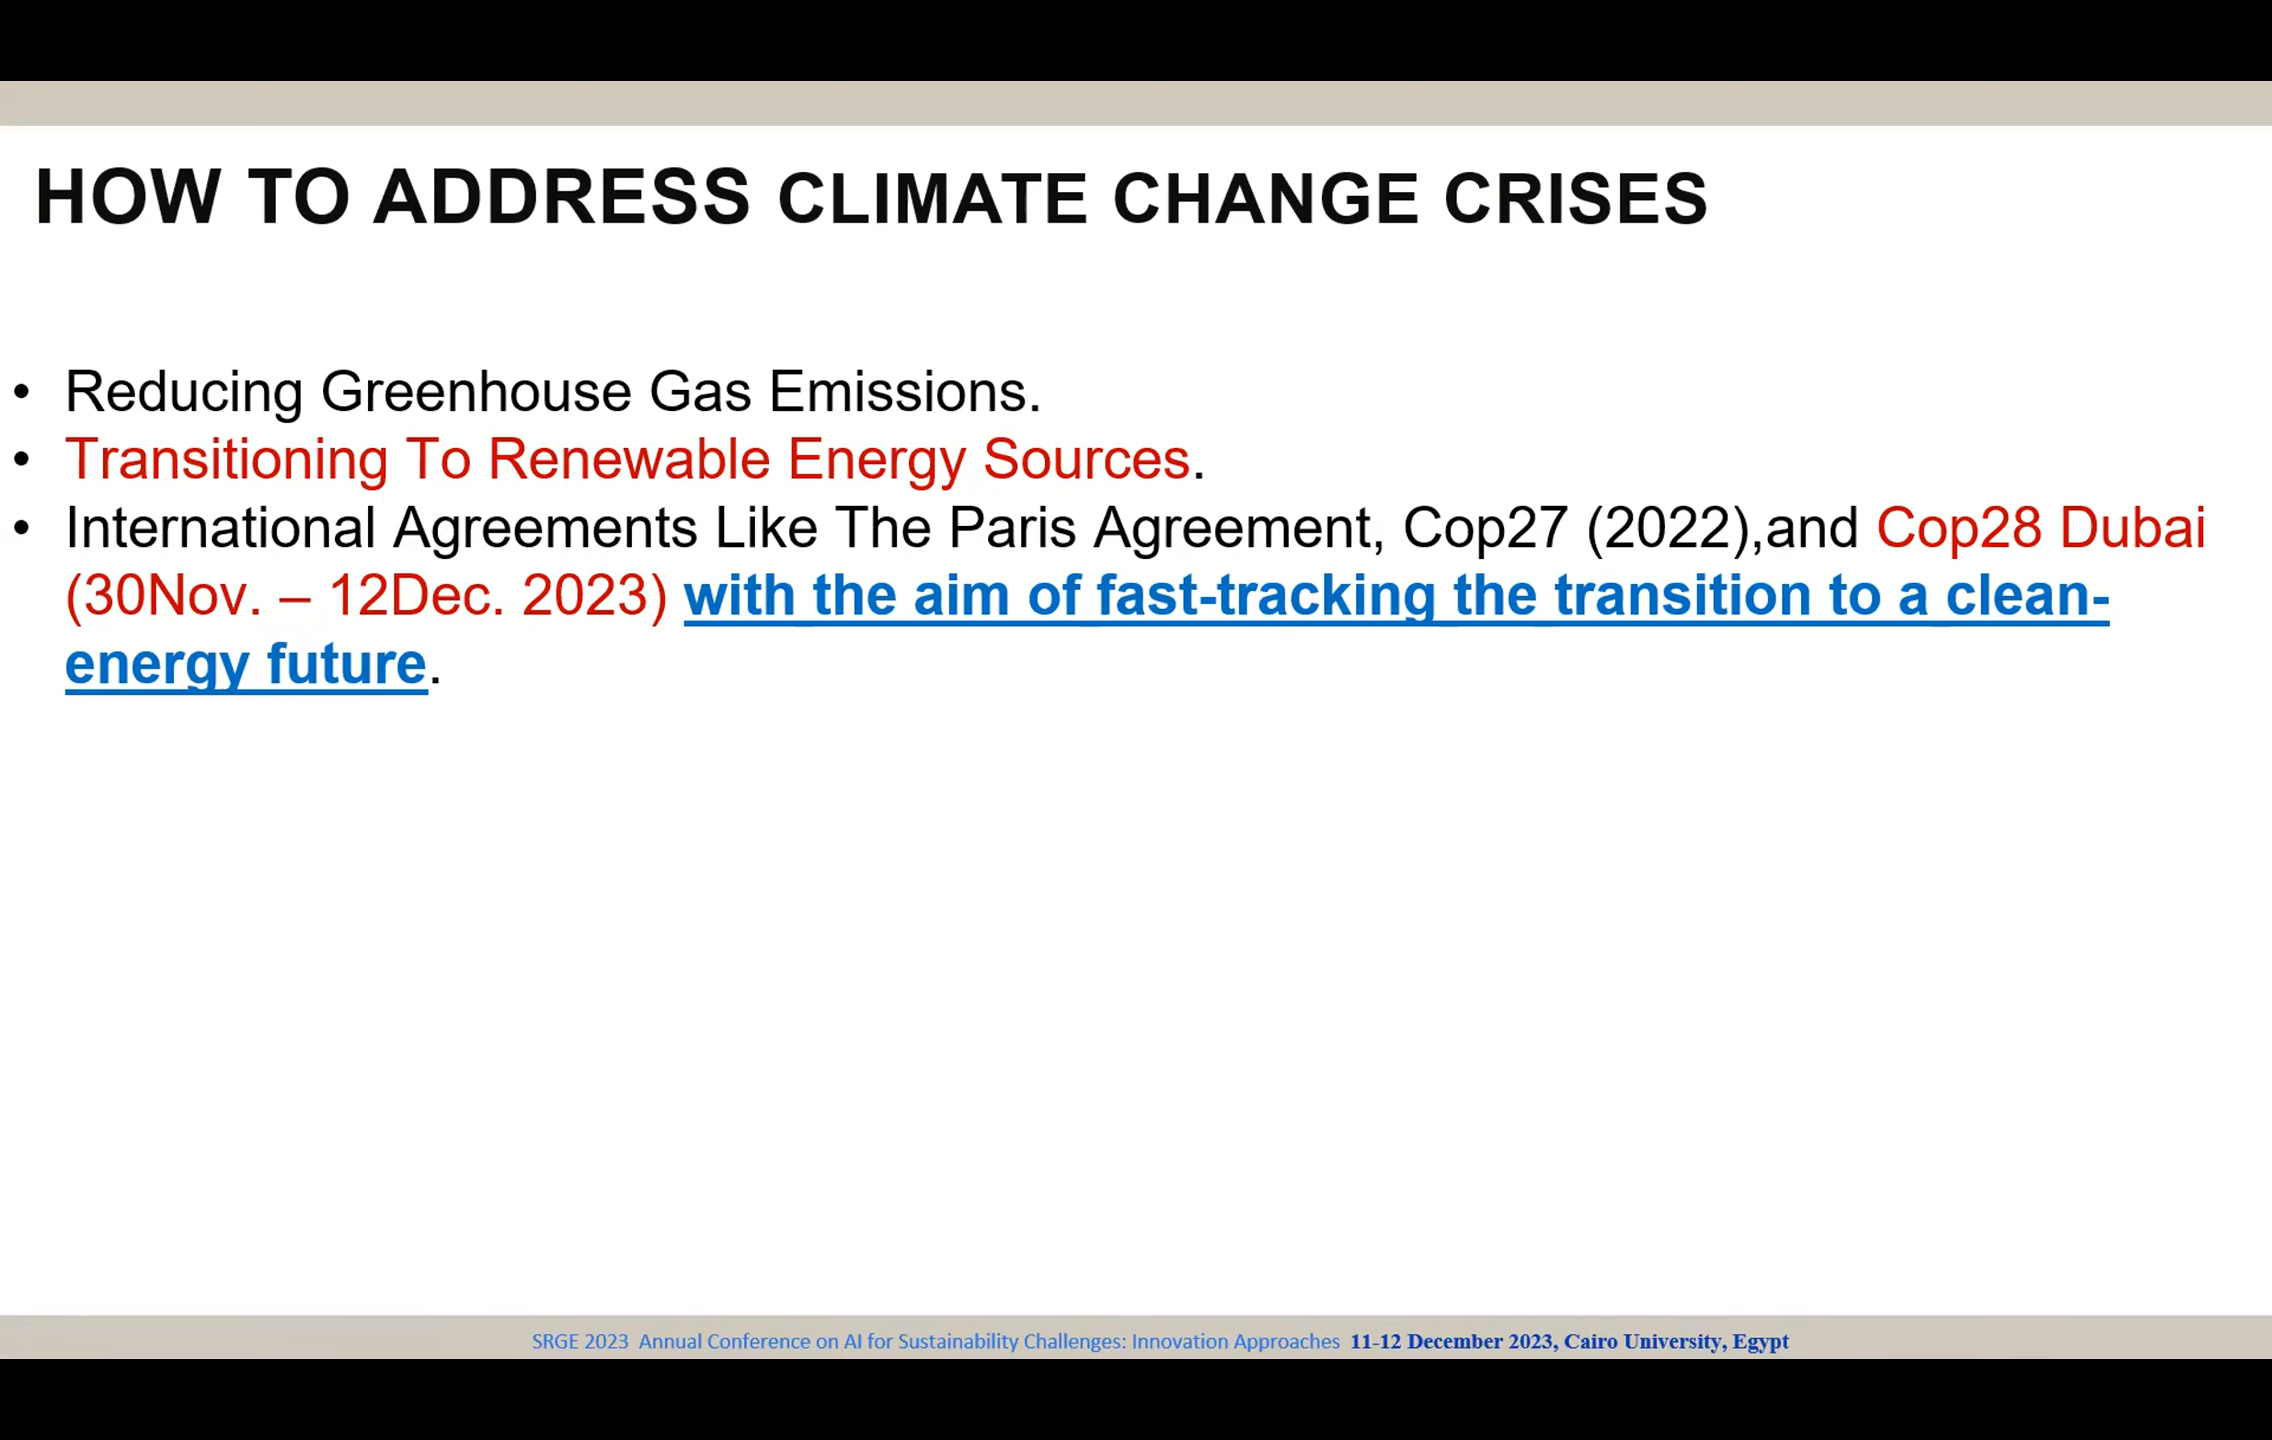 HOW TO ADDRESS CLIMATE CHANGE CRISES
• Reducing Greenhouse Gas Emissions.
• Transitioning To Renewable Energy Sources.
• International Agreements Like The Paris Agreement, Cop27 (2022),and Cop28 Dubai
(30Nov. – 12Dec. 2023) with the aim of fast-tracking the transition to a clean-
energy future.
SRGE 2023 Annual Conference on AI for Sustainability Challenges: Innovation Approaches 11-12 December 2023, Cairo University, Egypt